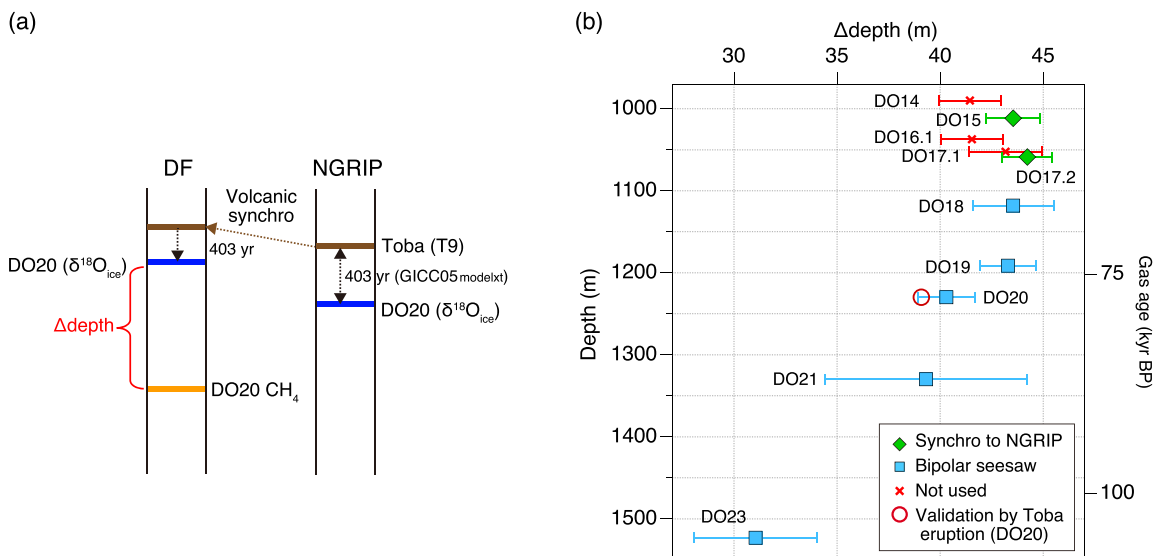 (a)
DF
NGRIP
Volcanic
synchro
403 yr
Toba (T9)
DO20 (δ¹⁸O_ice)
403 yr (GICC05modelxt)
DO20 (δ¹⁸O_ice)
Δdepth
DO20 CH₄
(b)
Δdepth (m)
30 35 40 45
Depth (m)
1000
1100
1200
1300
1400
1500
DO14
DO15
DO16.1
DO17.1
DO17.2
DO18
DO19
DO20
DO21
DO23
75
100
Gas age (kyr BP)
Synchro to NGRIP
Bipolar seesaw
Not used
Validation by Toba
eruption (DO20)